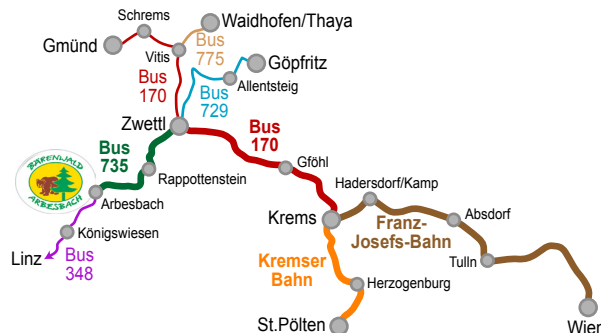 Schrems
Waidhofen/Thaya
Gmünd
Vitis
Bus
775
Göpfritz
Bus
170
Allentsteig
Bus
729
Zwettl
Bus
735
Bus
170
BÄRENWALD
ARBESBACH
Rappottenstein
Gföhl
Arbesbach
Hadersdorf/Kamp
Krems
Franz-
Josefs-Bahn
Absdorf
Königswiesen
Linz
Bus
348
Kremser
Bahn
Tulln
Herzogenburg
St.Pölten
Wien